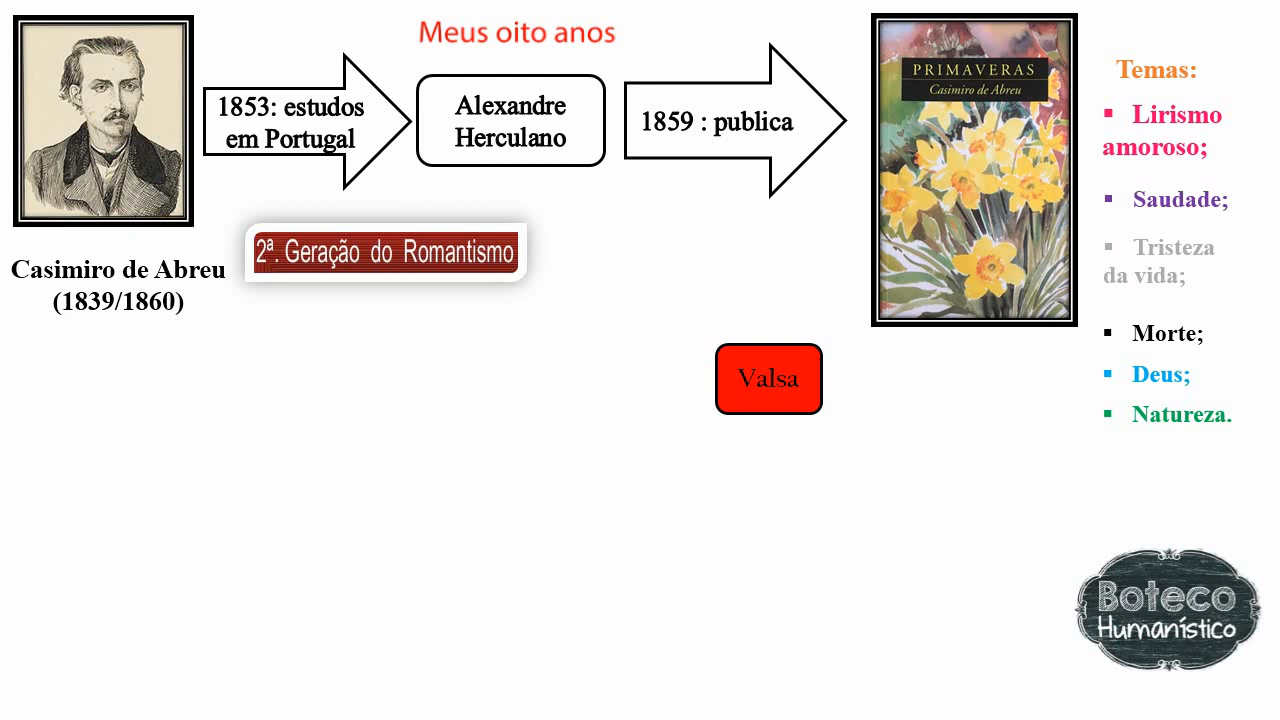 Meus oito anos
1853: estudos
em Portugal
Alexandre
Herculano
1859 : publica
PRIMAVERAS
Casimiro de Abreu
Temas:
▪ Lirismo
amoroso;
▪ Saudade;
▪ Tristeza
da vida;
▪ Morte;
▪ Deus;
▪ Natureza.
2ª. Geração do Romantismo
Casimiro de Abreu
(1839/1860)
Valsa
Boteco
Humanístico